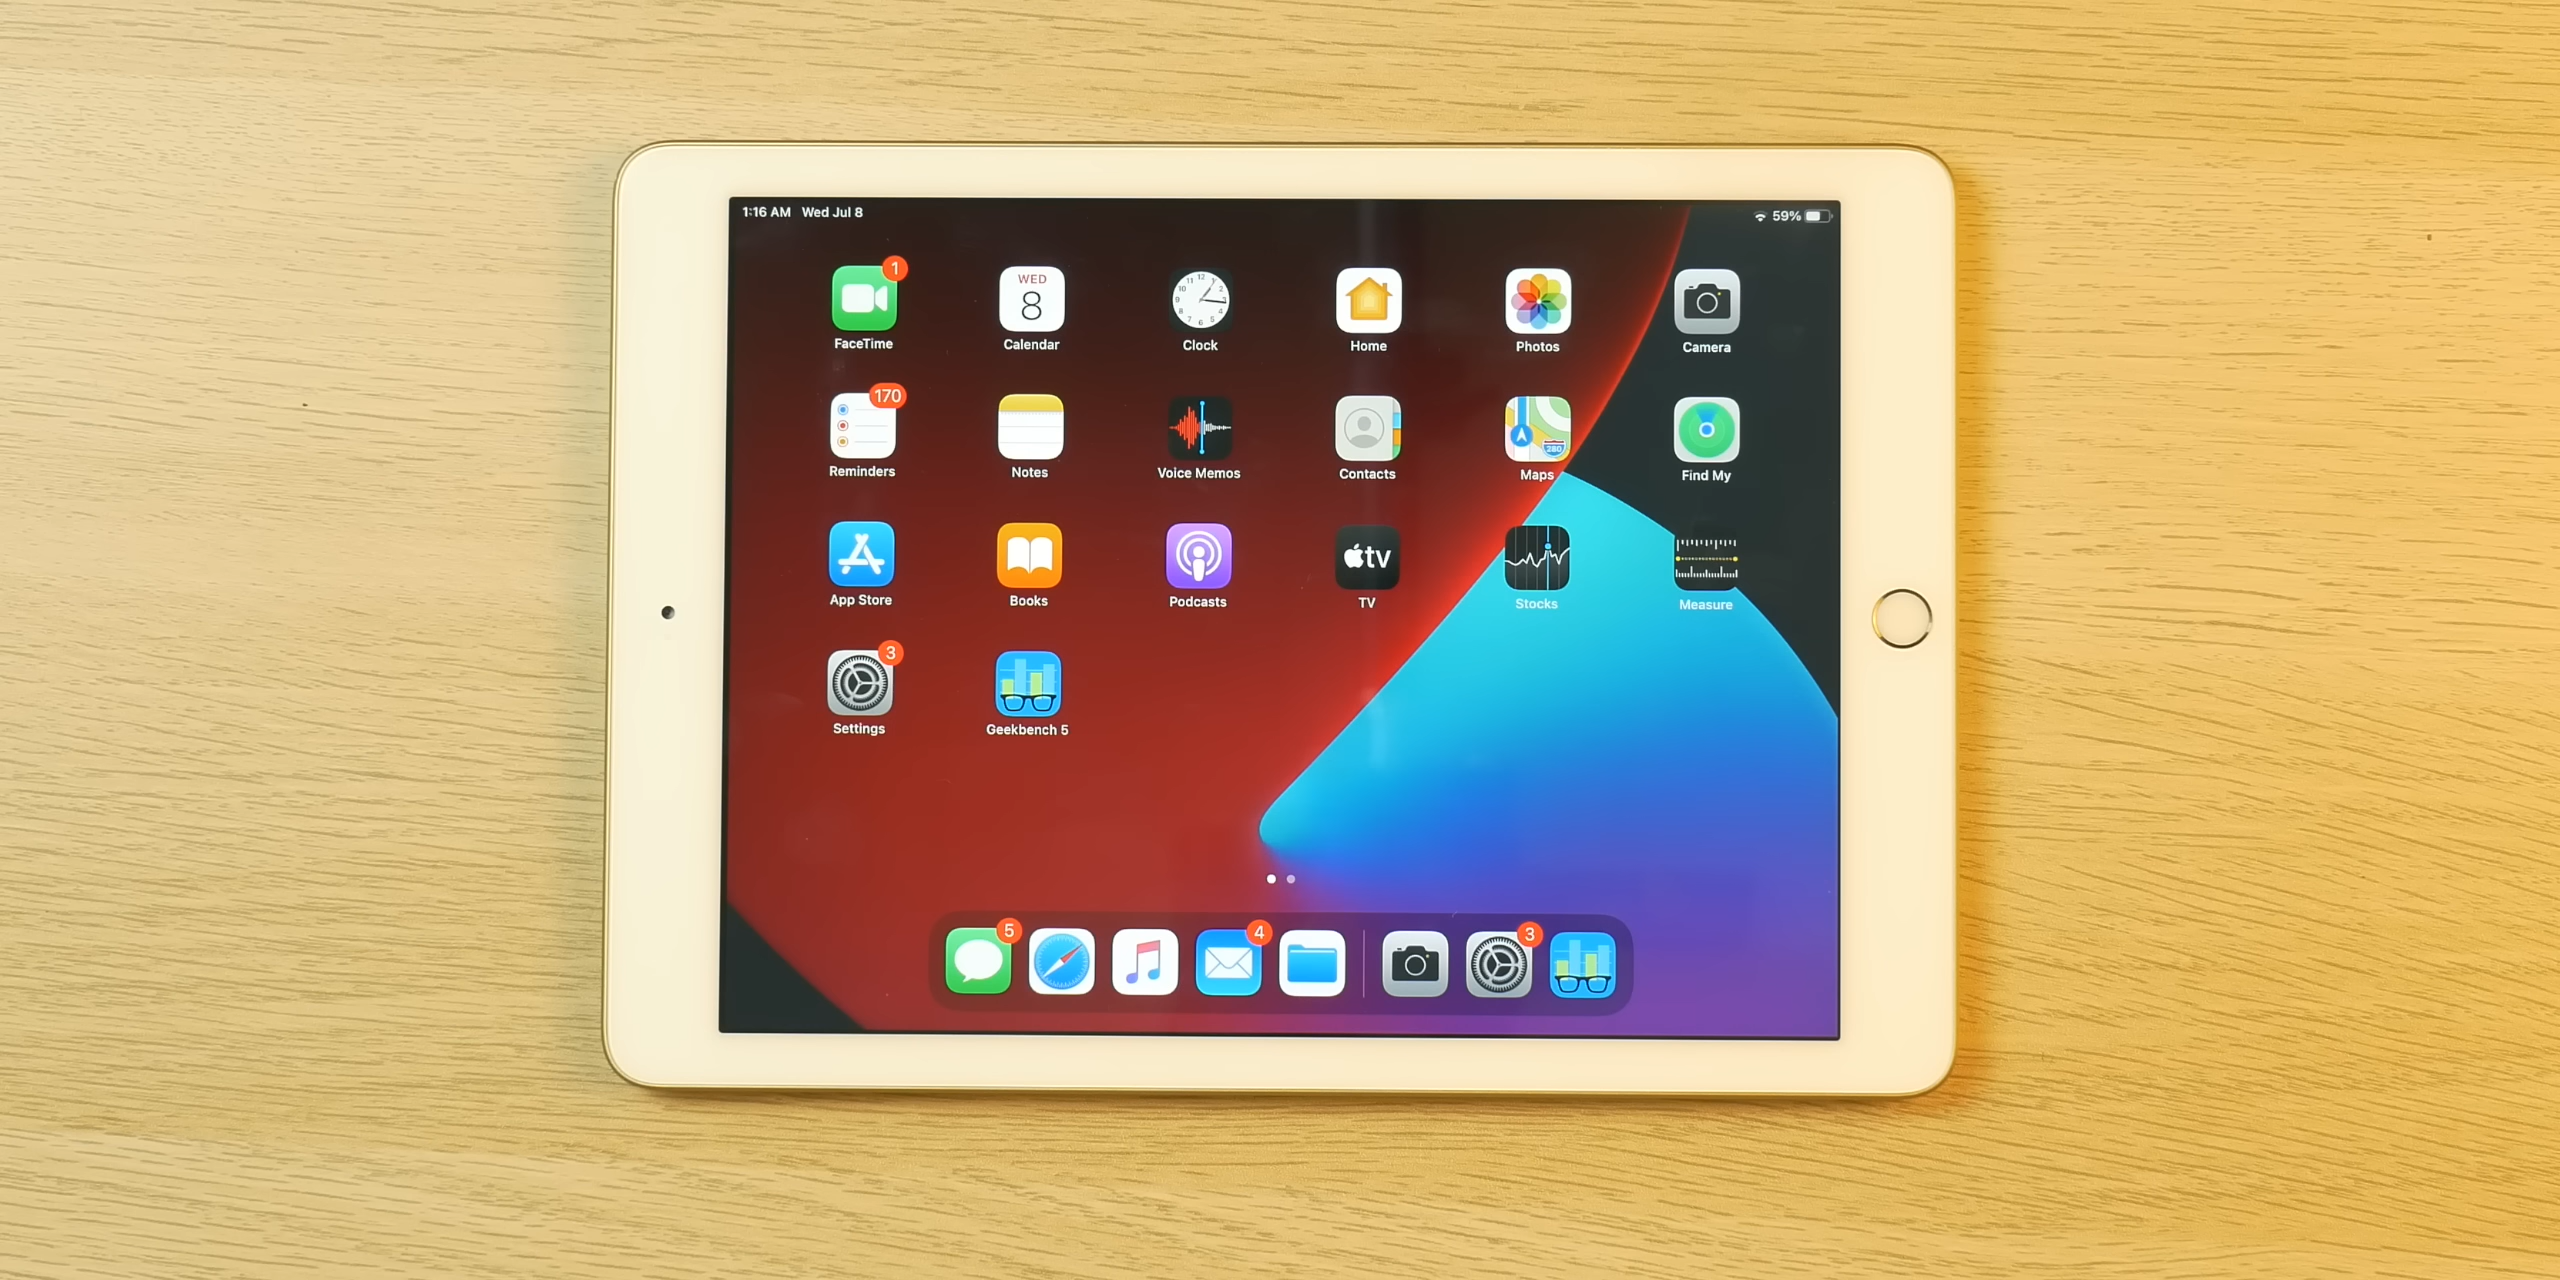 1:16 AM Wed Jul 8
59%
1
WED
8
FaceTime
Calendar
Clock
Home
Photos
Camera
170
280
Reminders
Notes
Voice Memos
Contacts
Maps
Find My
tv
App Store
Books
Podcasts
TV
Stocks
Measure
3
Settings
Geekbench 5
5
4
3